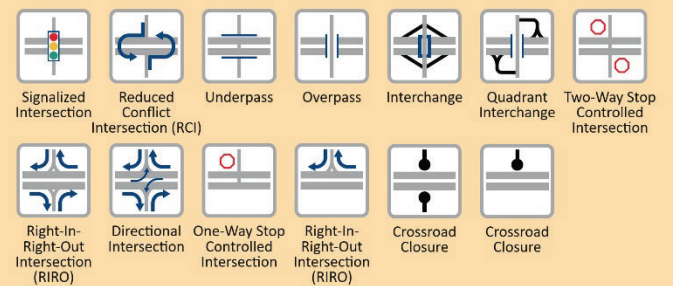 Signalized
Intersection
Reduced
Conflict
Intersection (RCI)
Underpass
Overpass
Interchange
Quadrant
Interchange
Two-Way Stop
Controlled
Intersection
Right-In-
Right-Out
Intersection
(RIRO)
Directional
Intersection
One-Way Stop
Controlled
Intersection
Right-In-
Right-Out
Intersection
(RIRO)
Crossroad
Closure
Crossroad
Closure